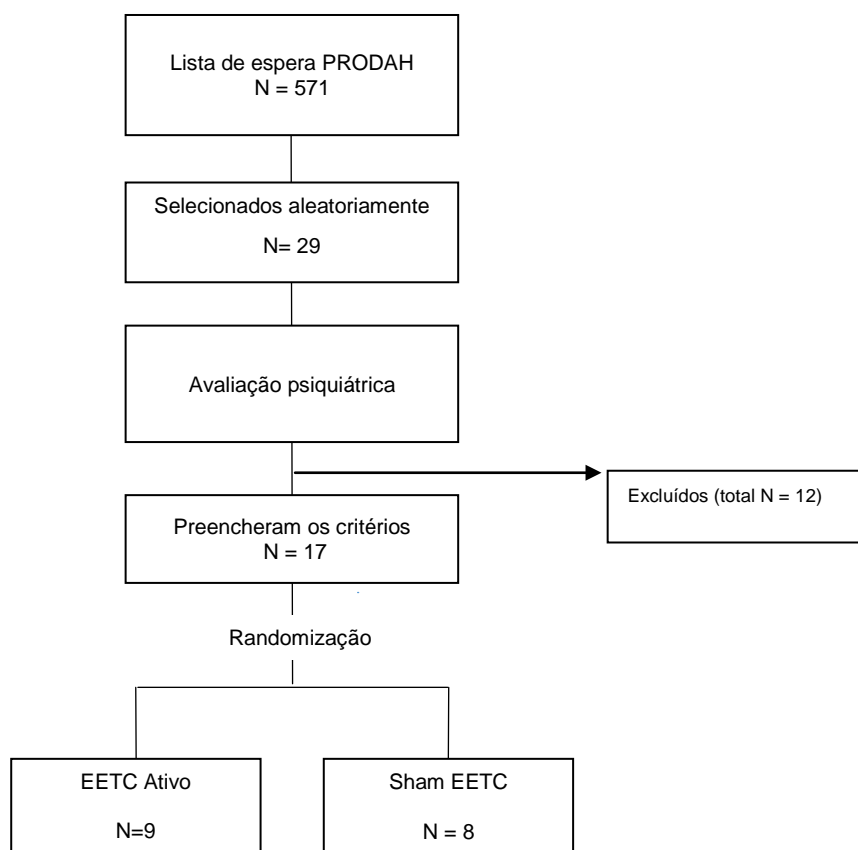 Lista de espera PRODAH
N = 571
Selecionados aleatoriamente
N= 29
Avaliação psiquiátrica
Excluídos (total N = 12)
Preencheram os critérios
N = 17
Randomização
EETC Ativo
N=9
Sham EETC
N = 8